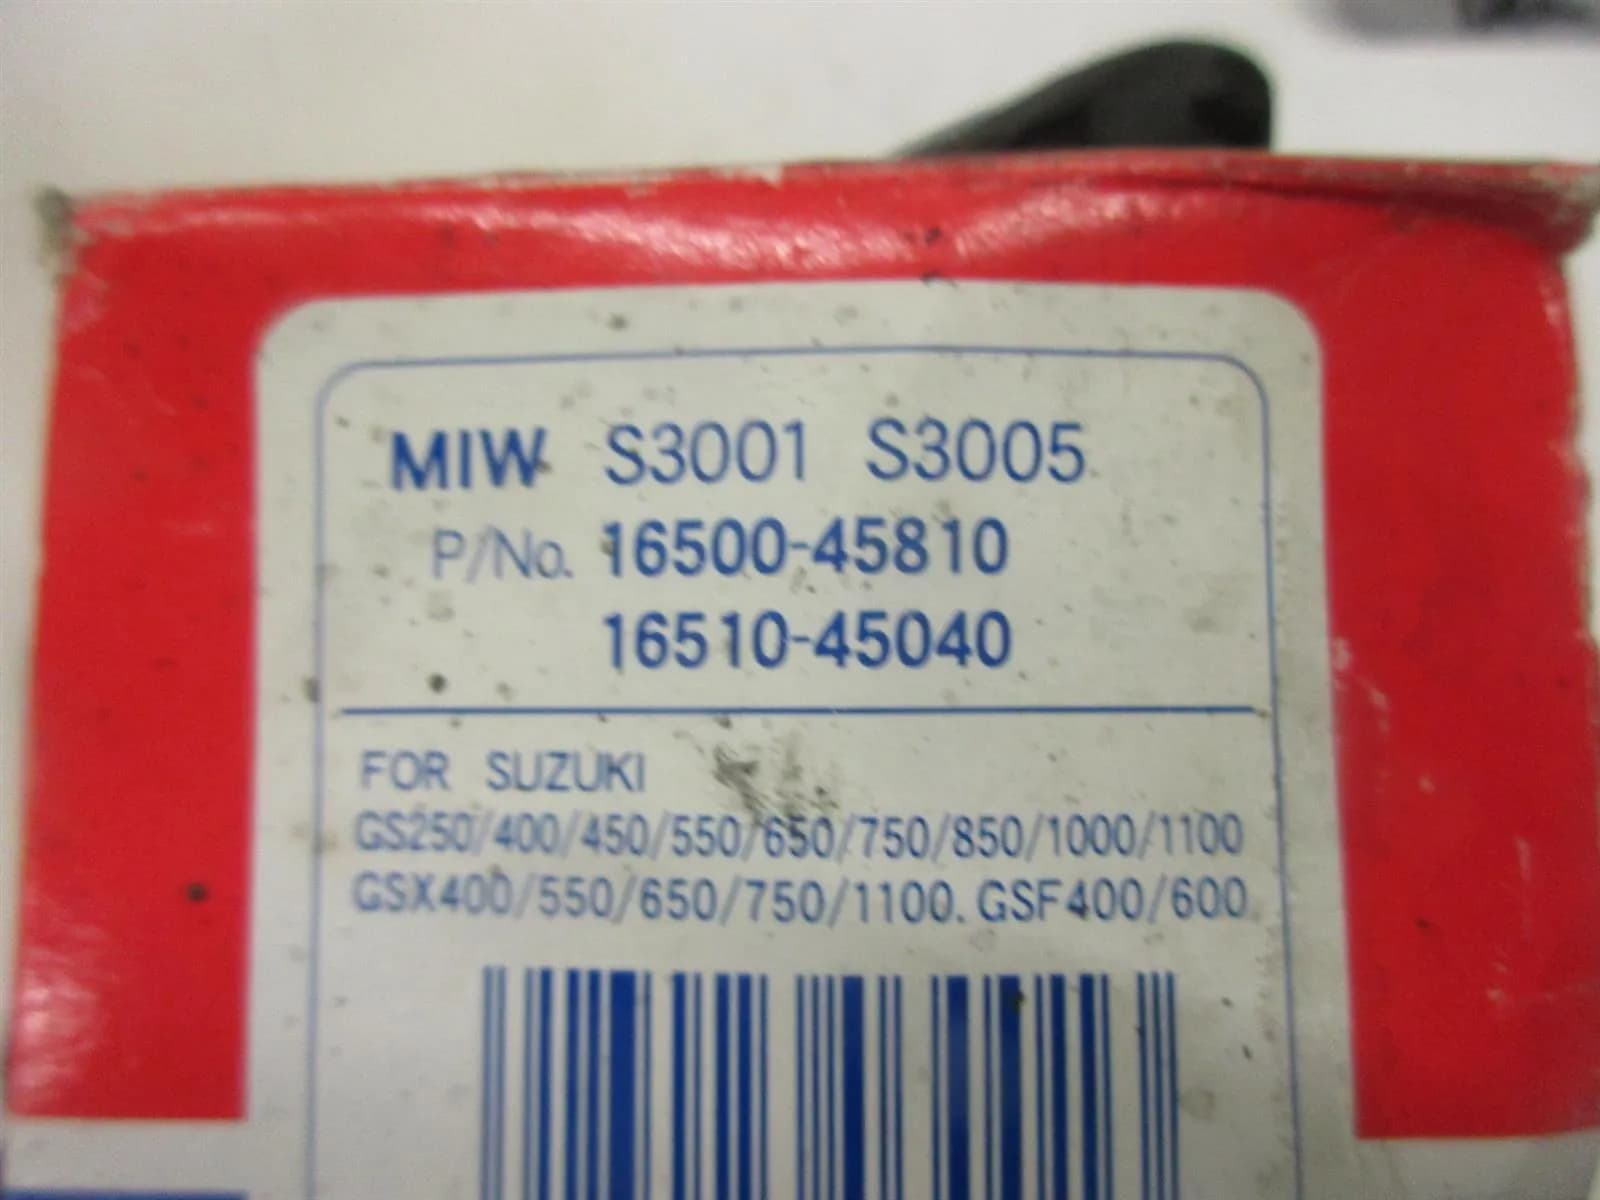 MIW S3001 S3005
P/No. 16500-45810
16510-45040
FOR SUZUKI
GS250/400/450/550/650/750/850/1000/1100
GSX400/550/650/750/1100. GSF400/600